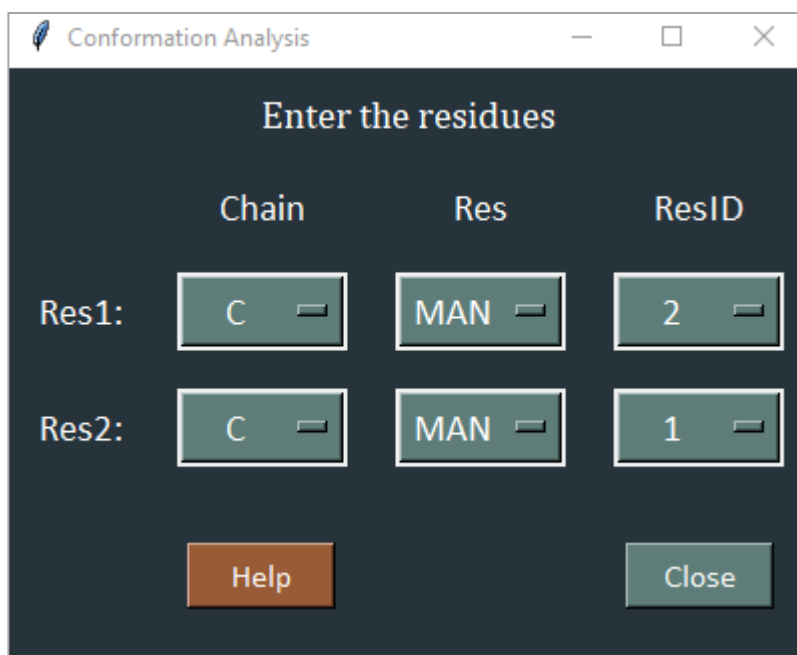 Conformation Analysis
Enter the residues
Chain Res ResID
Res1: C MAN 2
Res2: C MAN 1
Help Close